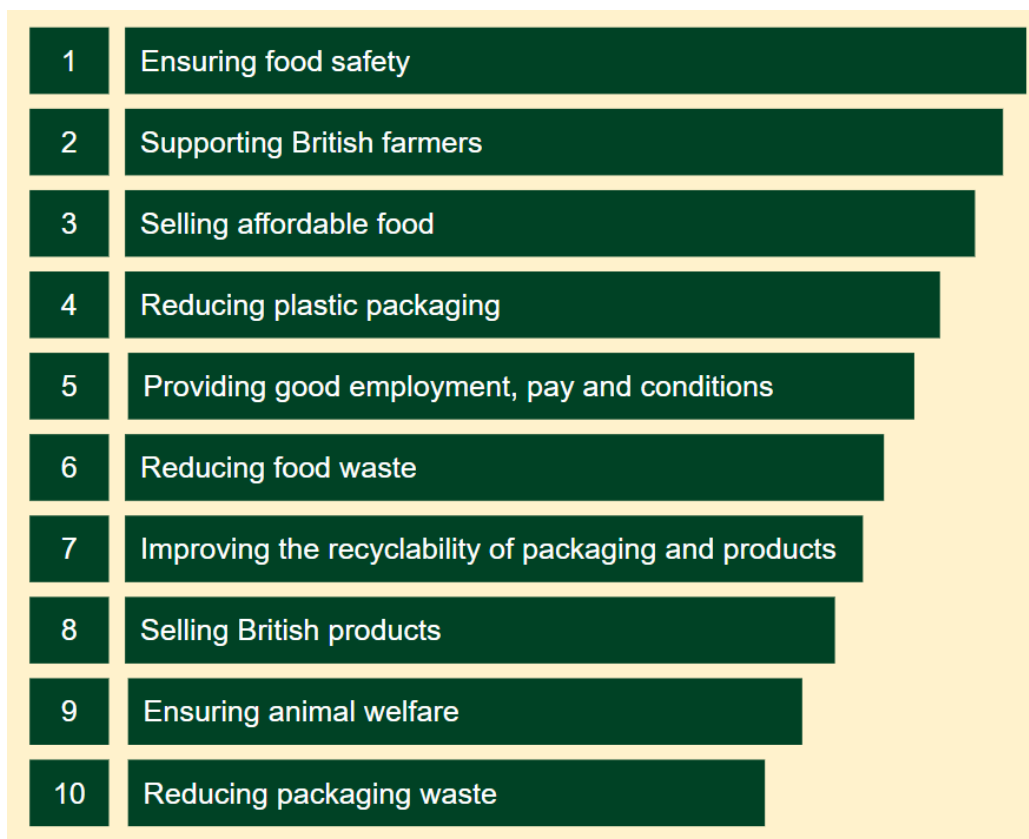 1 Ensuring food safety
2 Supporting British farmers
3 Selling affordable food
4 Reducing plastic packaging
5 Providing good employment, pay and conditions
6 Reducing food waste
7 Improving the recyclability of packaging and products
8 Selling British products
9 Ensuring animal welfare
10 Reducing packaging waste